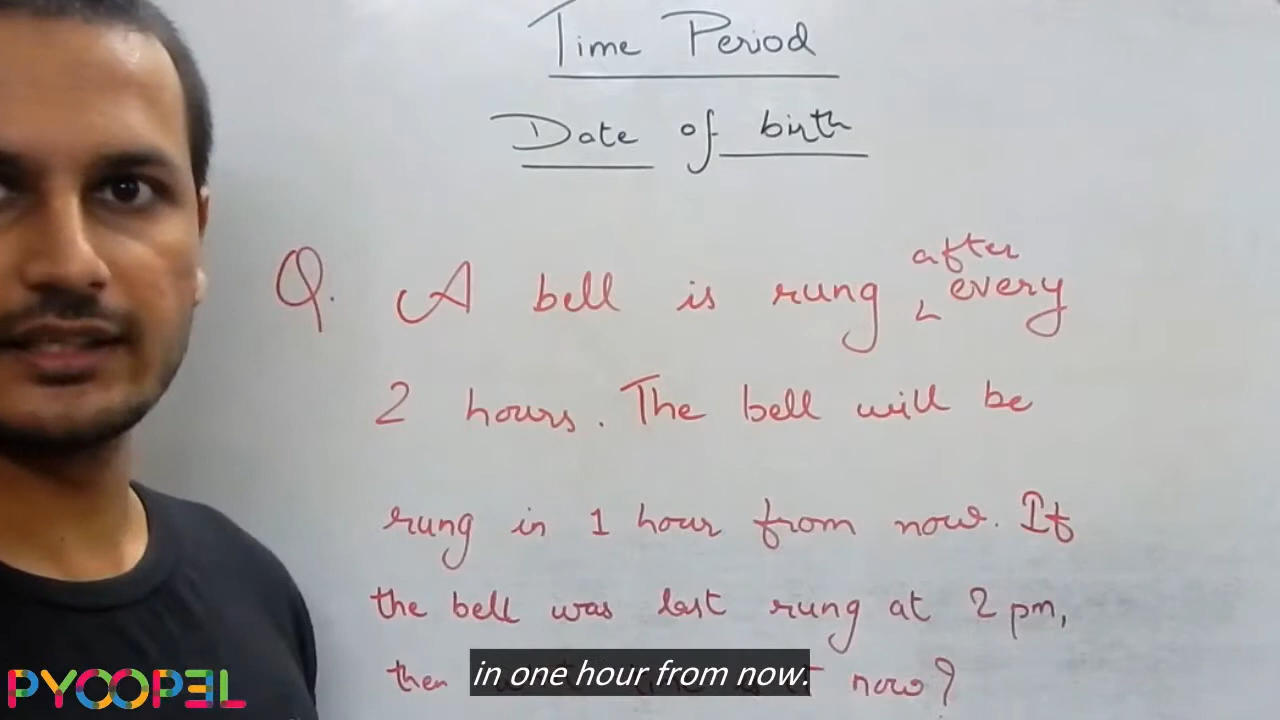 Time Period
Date of birth
after
Q. A bell is rung every
2 hours. The bell will be
rung in 1 hour from now. If
the bell was last rung at 2 pm,
then now?
in one hour from now.
PYOOPEL